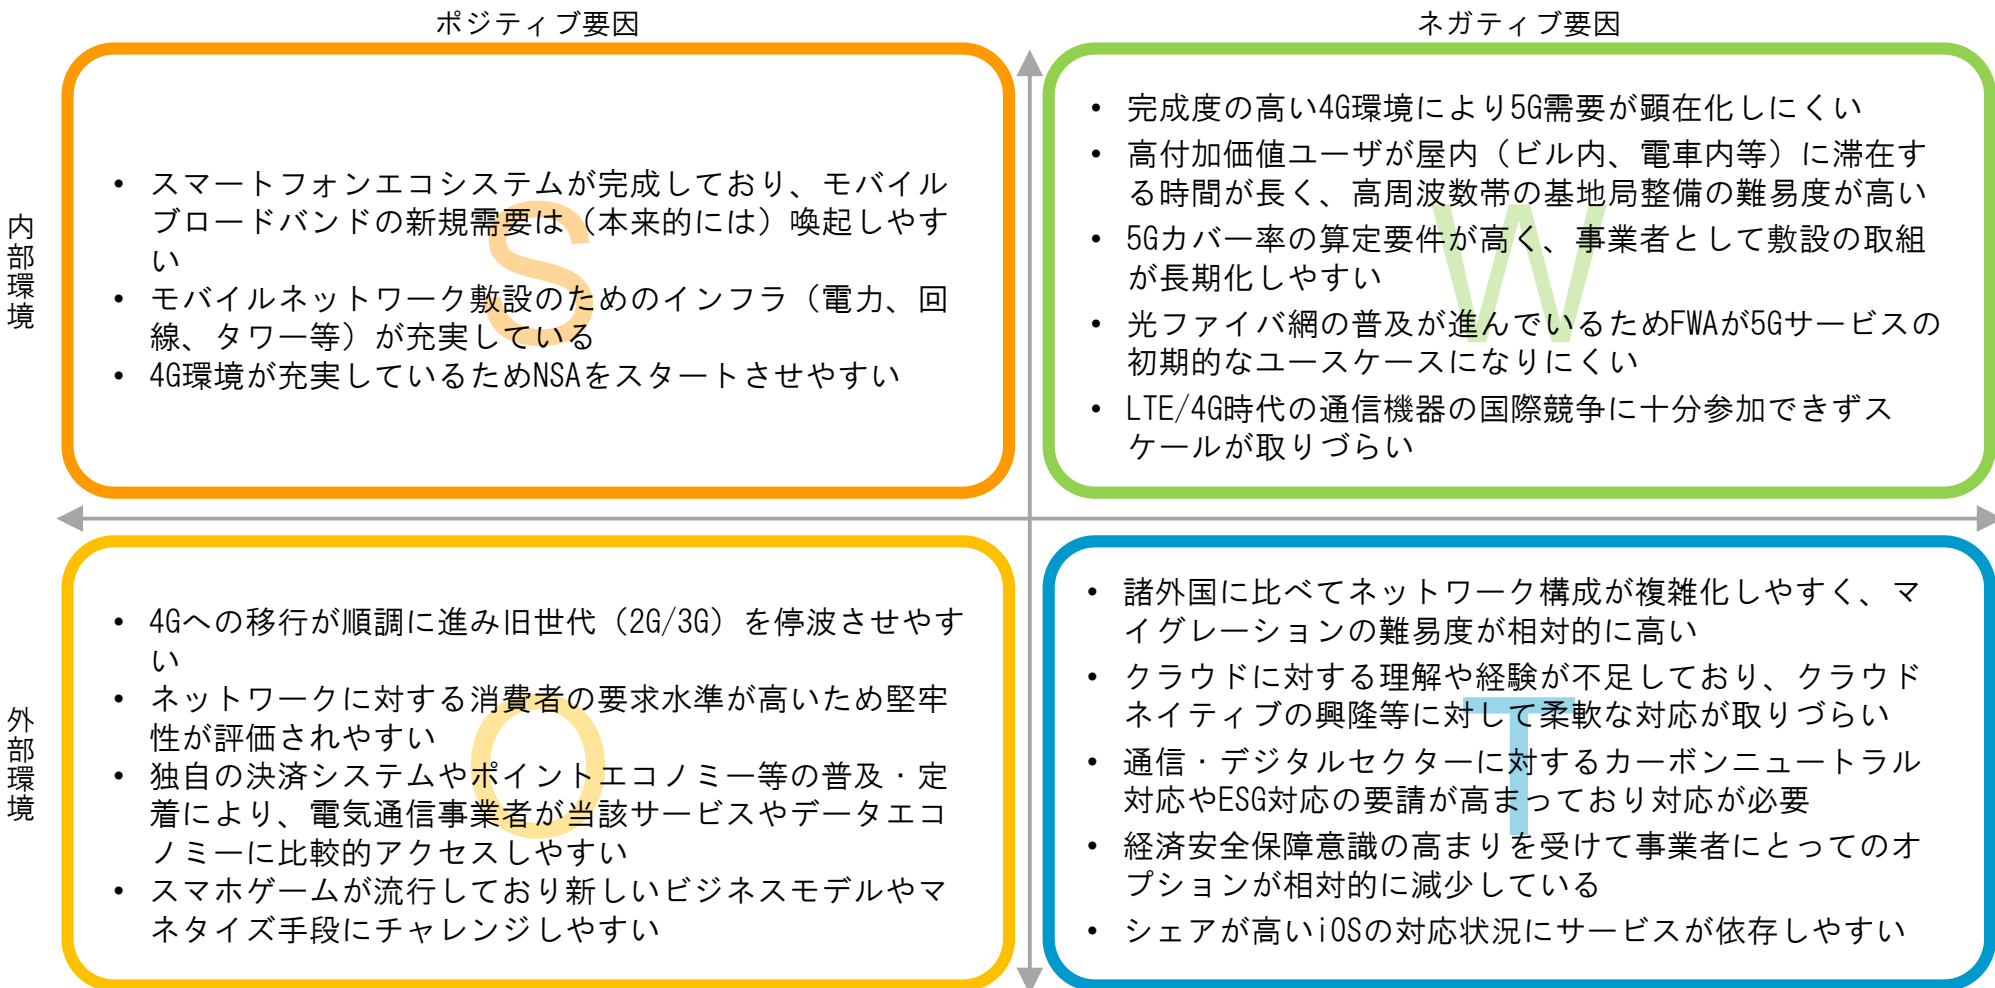 ポジティブ要因
ネガティブ要因
内部環境
S
• スマートフォンエコシステムが完成しており、モバイル
ブロードバンドの新規需要は（本来的には）喚起しやす
い
• モバイルネットワーク敷設のためのインフラ（電力、回
線、タワー等）が充実している
• 4G環境が充実しているためNSAをスタートさせやすい
W
• 完成度の高い4G環境により5G需要が顕在化しにくい
• 高付加価値ユーザが屋内（ビル内、電車内等）に滞在す
る時間が長く、高周波数帯の基地局整備の難易度が高い
• 5Gカバー率の算定要件が高く、事業者として敷設の取組
が長期化しやすい
• 光ファイバ網の普及が進んでいるためFWAが5Gサービスの
初期的なユースケースになりにくい
• LTE/4G時代の通信機器の国際競争に十分参加できずス
ケールが取りづらい
外部環境
O
• 4Gへの移行が順調に進み旧世代（2G/3G）を停波させやす
い
• ネットワークに対する消費者の要求水準が高いため堅牢
性が評価されやすい
• 独自の決済システムやポイントエコノミー等の普及・定
着により、電気通信事業者が当該サービスやデータエコ
ノミーに比較的アクセスしやすい
• スマホゲームが流行しており新しいビジネスモデルやマ
ネタイズ手段にチャレンジしやすい
T
• 諸外国に比べてネットワーク構成が複雑化しやすく、マ
イグレーションの難易度が相対的に高い
• クラウドに対する理解や経験が不足しており、クラウド
ネイティブの興隆等に対して柔軟な対応が取りづらい
• 通信・デジタルセクターに対するカーボンニュートラル
対応やESG対応の要請が高まっており対応が必要
• 経済安全保障意識の高まりを受けて事業者にとってのオ
プションが相対的に減少している
• シェアが高いiOSの対応状況にサービスが依存しやすい